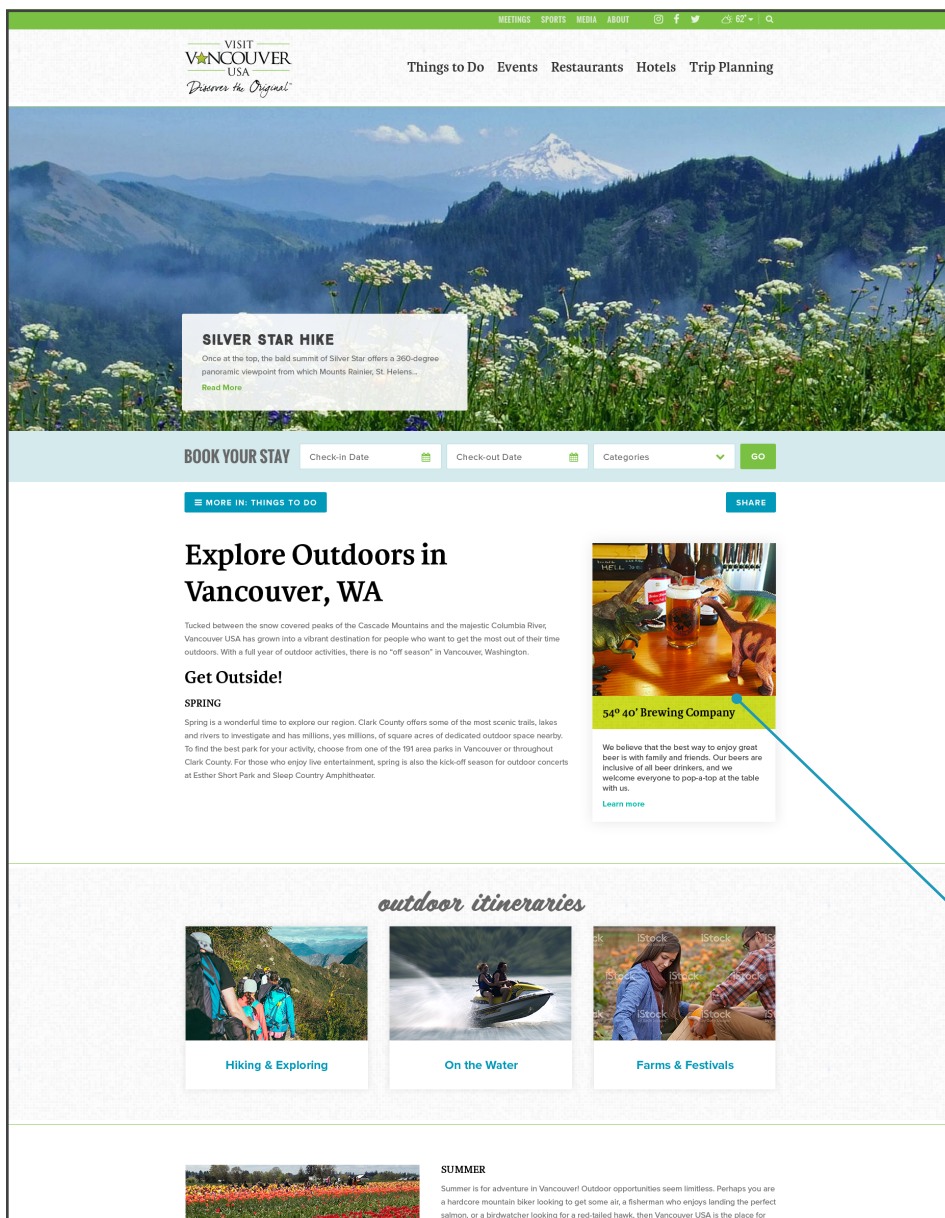 MEETINGS SPORTS MEDIA ABOUT 62°
VISIT
VANCOUVER
USA
Discover the Original
Things to Do Events Restaurants Hotels Trip Planning
SILVER STAR HIKE
Once at the top, the bald summit of Silver Star offers a 360-degree
panoramic viewpoint from which Mounts Rainier, St. Helens...
Read More
BOOK YOUR STAY Check-in Date Check-out Date Categories GO
MORE IN: THINGS TO DO SHARE
Explore Outdoors in
Vancouver, WA
Tucked between the snow covered peaks of the Cascade Mountains and the majestic Columbia River,
Vancouver USA has grown into a vibrant destination for people who want to get the most out of their time
outdoors. With a full year of outdoor activities, there is no “off season” in Vancouver, Washington.
Get Outside!
SPRING
Spring is a wonderful time to explore our region. Clark County offers some of the most scenic trails, lakes
and rivers to investigate and has millions, yes millions, of square acres of dedicated outdoor space nearby.
To find the best park for your activity, choose from one of the 191 area parks in Vancouver or throughout
Clark County. For those who enjoy live entertainment, spring is also the kick-off season for outdoor concerts
at Esther Short Park and Sleep Country Amphitheater.
HELL
54º 40' Brewing Company
We believe that the best way to enjoy great
beer is with family and friends. Our beers are
inclusive of all beer drinkers, and we
welcome everyone to pop-a-top at the table
with us.
Learn more
outdoor itineraries
iStock iStock
iStock iStock
iStock iStock
Hiking & Exploring On the Water Farms & Festivals
SUMMER
Summer is for adventure in Vancouver! Outdoor opportunities seem limitless. Perhaps you are
a hardcore mountain biker looking to get some air, a fisherman who enjoys landing the perfect
salmon, or a birdwatcher looking for a red-tailed hawk, then Vancouver USA is the place for